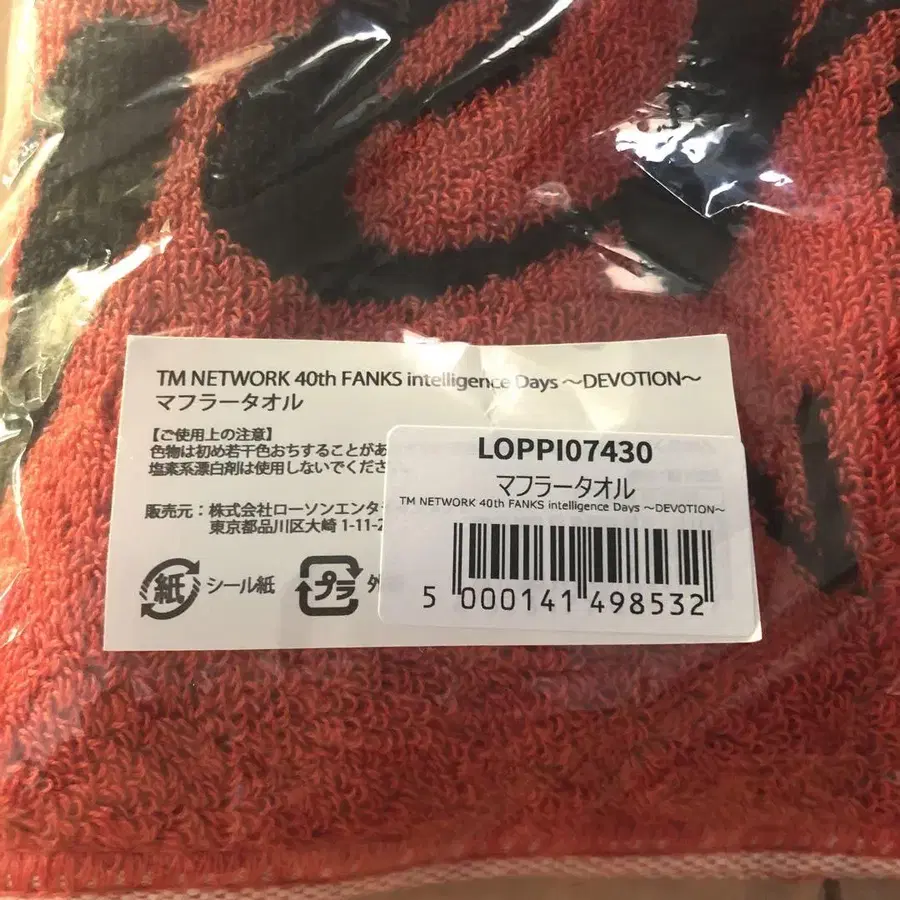 TM NETWORK 40th FANKS intelligence Days ～DEVOTION～
マフラータオル
【ご使用上の注意】
色物は初め若干色おちすることがあ
塩素系漂白剤は使用しないでくださ
販売元：株式会社ローソンエンタ
東京都品川区大崎 1-11-2
紙 シール紙
プラ 外
LOPPI07430
マフラータオル
TM NETWORK 40th FANKS intelligence Days ～DEVOTION～
5 000141 498532